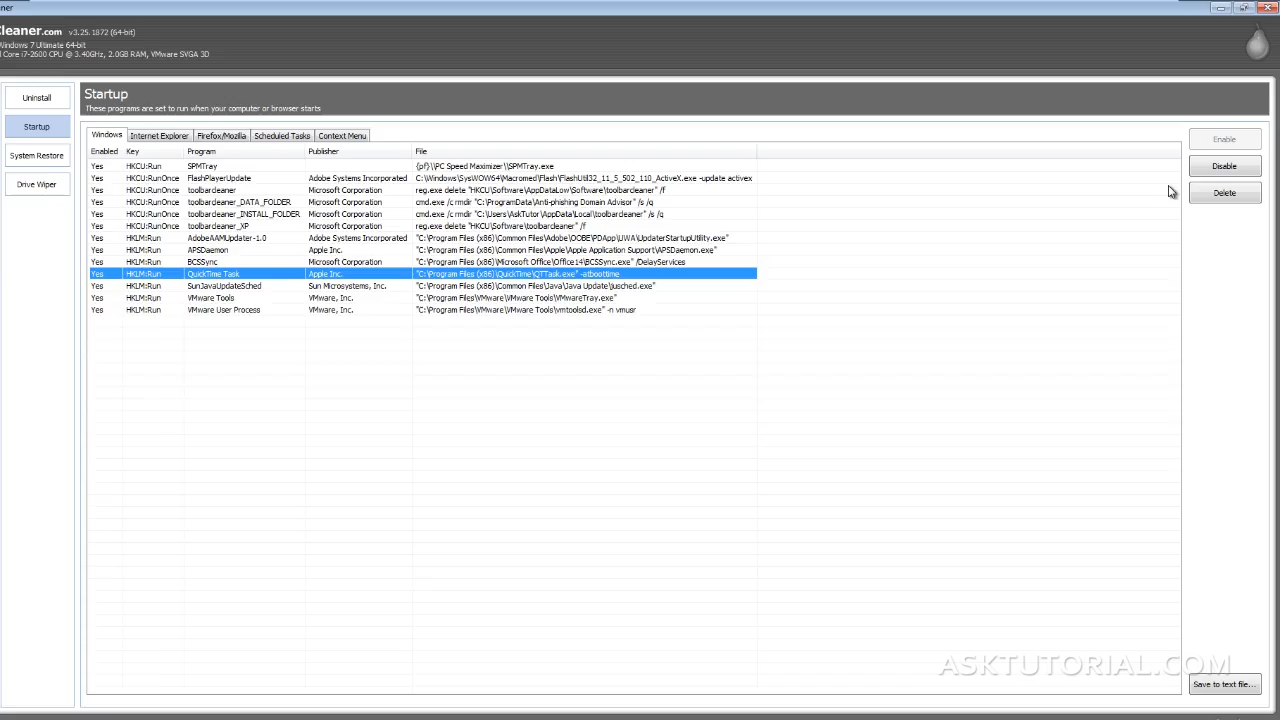 ner
Cleaner.com v3.25.1872 (64-bit)
Windows 7 Ultimate 64-bit
Core i7-2600 CPU @ 3.40GHz, 2.0GB RAM, VMware SVGA 3D
Uninstall
Startup
System Restore
Drive Wiper
Startup
These programs are set to run when your computer or browser starts
Windows Internet Explorer Firefox/Mozilla Scheduled Tasks Context Menu
Enabled Key Program Publisher File
Yes HKCU:Run SPMTray {pf}\\PC Speed Maximizer\\SPMTray.exe
Yes HKCU:RunOnce FlashPlayerUpdate Adobe Systems Incorporated C:\Windows\SysWOW64\Macromed\Flash\FlashUtil32_11_5_502_110_ActiveX.exe -update activex
Yes HKCU:RunOnce toolbarcleaner Microsoft Corporation reg.exe delete "HKCU\Software\AppDataLow\Software\toolbarcleaner" /f
Yes HKCU:RunOnce toolbarcleaner_DATA_FOLDER Microsoft Corporation cmd.exe /c rmdir "C:\ProgramData\Anti-phishing Domain Advisor" /s /q
Yes HKCU:RunOnce toolbarcleaner_INSTALL_FOLDER Microsoft Corporation cmd.exe /c rmdir "C:\Users\AskTutor\AppData\Local\toolbarcleaner" /s /q
Yes HKCU:RunOnce toolbarcleaner_XP Microsoft Corporation reg.exe delete "HKCU\Software\toolbarcleaner" /f
Yes HKLM:Run AdobeAAMUpdater-1.0 Adobe Systems Incorporated "C:\Program Files (x86)\Common Files\Adobe\OOBE\PDApp\UWA\UpdaterStartupUtility.exe"
Yes HKLM:Run APSDaemon Apple Inc. "C:\Program Files (x86)\Common Files\Apple\Apple Application Support\APSDaemon.exe"
Yes HKLM:Run BCSSync Microsoft Corporation "C:\Program Files (x86)\Microsoft Office\Office14\BCSSync.exe" /DelayServices
Yes HKLM:Run QuickTime Task Apple Inc. "C:\Program Files (x86)\QuickTime\QTTask.exe" -atboottime
Yes HKLM:Run SunJavaUpdateSched Sun Microsystems, Inc. "C:\Program Files (x86)\Common Files\Java\Java Update\jusched.exe"
Yes HKLM:Run VMware Tools VMware, Inc. "C:\Program Files\VMware\VMware Tools\VMwareTray.exe"
Yes HKLM:Run VMware User Process VMware, Inc. "C:\Program Files\VMware\VMware Tools\vmtoolsd.exe" -n vmusr
Enable
Disable
Delete
ASKTUTORIAL.COM
Save to text file...